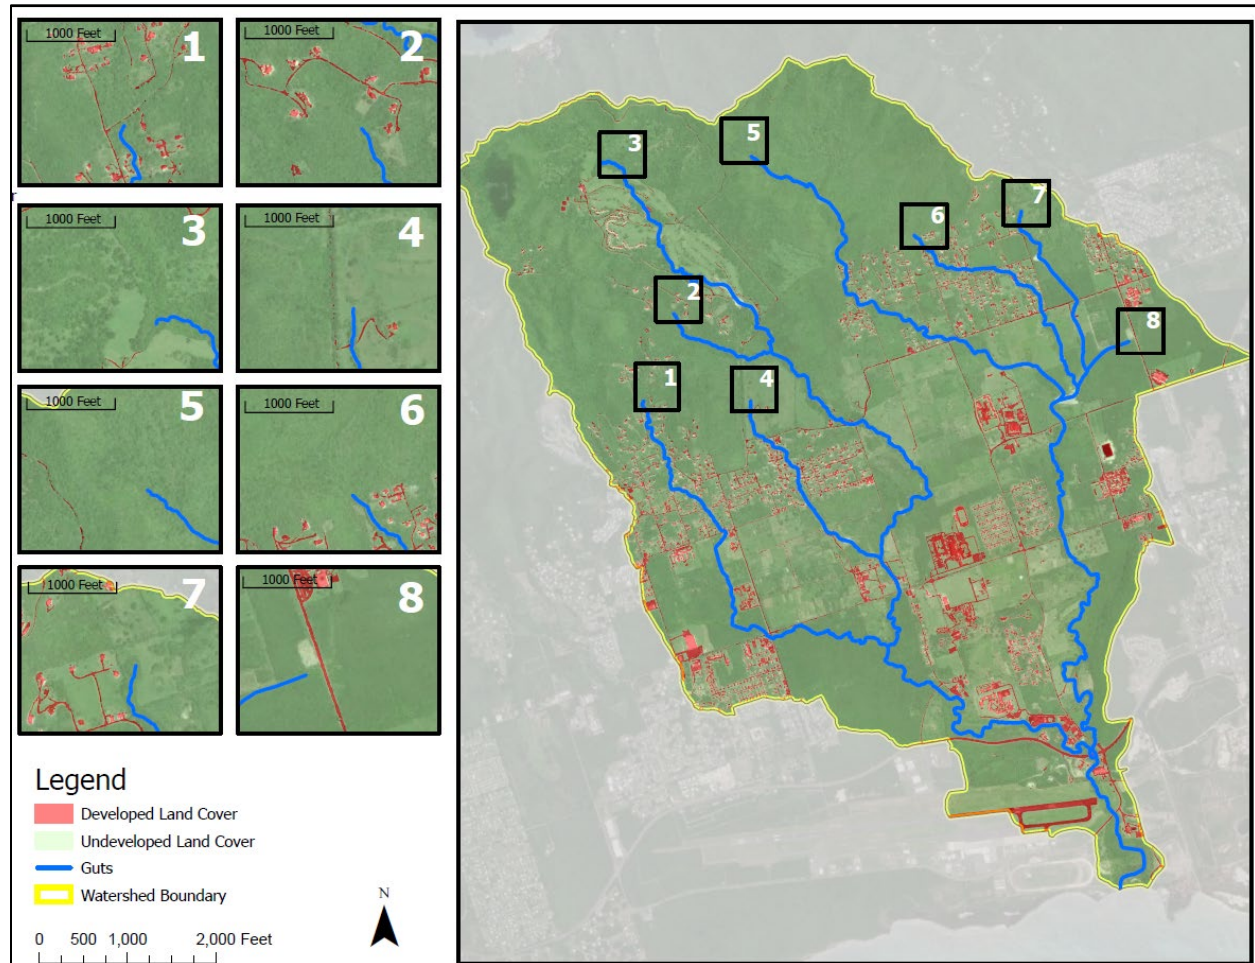 1000 Feet
1
1000 Feet
2
1000 Feet
3
1000 Feet
4
1000 Feet
5
1000 Feet
6
1000 Feet
7
1000 Feet
8
3
5
7
6
2
8
1
4
Legend
Developed Land Cover
Undeveloped Land Cover
Guts
Watershed Boundary
N
0 500 1,000 2,000 Feet